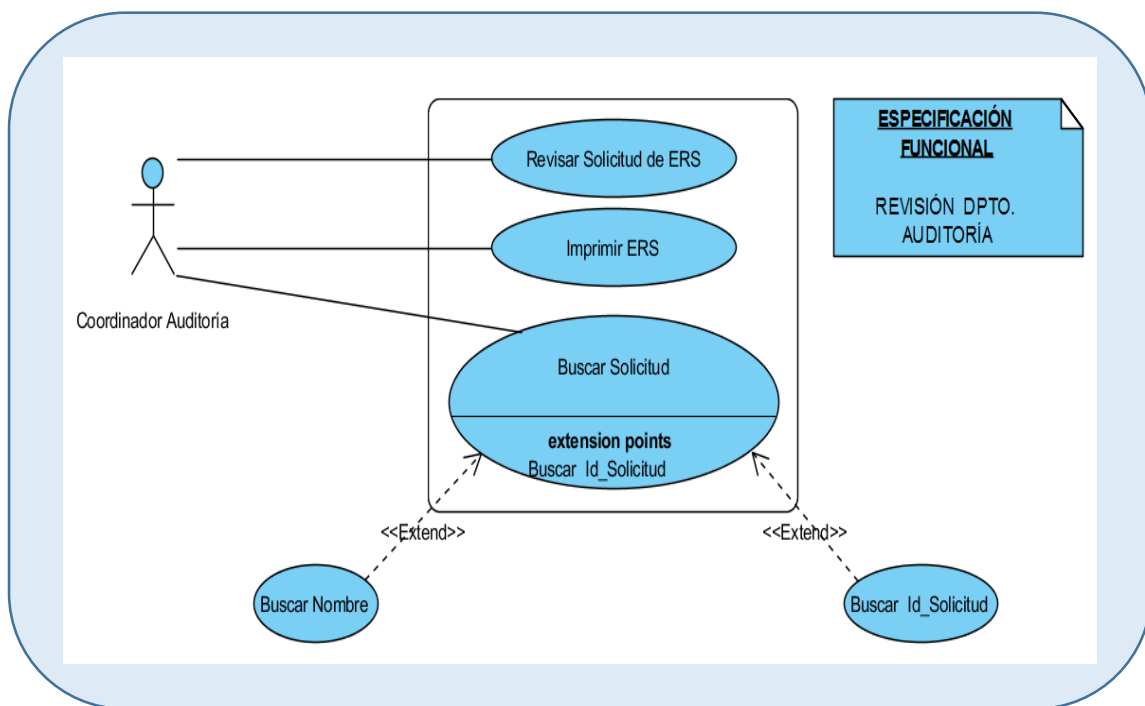 ESPECIFICACIÓN
FUNCIONAL
REVISIÓN DPTO.
AUDITORÍA
Revisar Solicitud de ERS
Imprimir ERS
Coordinador Auditoría
Buscar Solicitud
extension points
Buscar Id_Solicitud
<<Extend>>
<<Extend>>
Buscar Nombre
Buscar Id_Solicitud